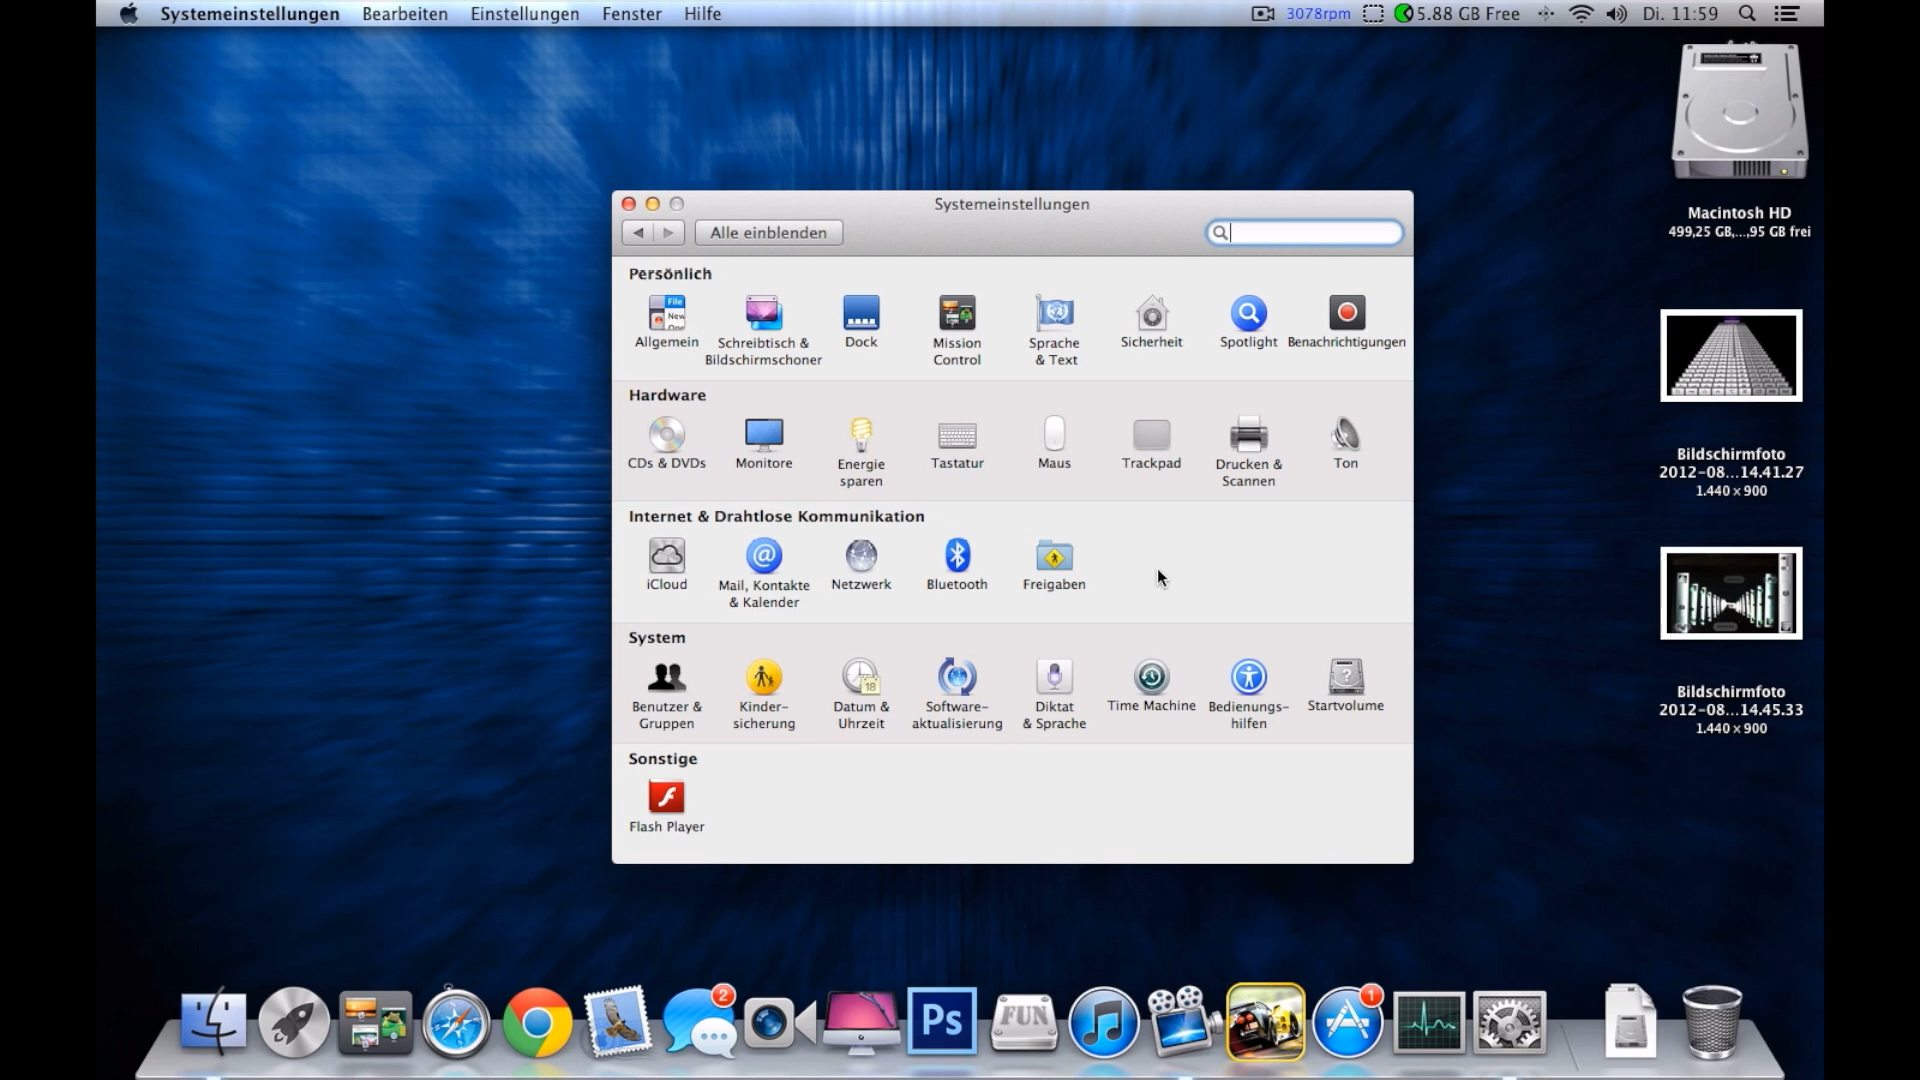 Systemeinstellungen Bearbeiten Einstellungen Fenster Hilfe 3078rpm 5.88 GB Free Di. 11:59
Macintosh HD
499,25 GB,...,95 GB frei
Bildschirmfoto
2012-08...14.41.27
1.440 × 900
Bildschirmfoto
2012-08...14.45.33
1.440 × 900
Systemeinstellungen
Alle einblenden
Persönlich
File
New
Allgemein
Schreibtisch &
Bildschirmschoner
Dock
Mission
Control
Sprache
& Text
Sicherheit
Spotlight
Benachrichtigungen
Hardware
CDs & DVDs
Monitore
Energie
sparen
Tastatur
Maus
Trackpad
Drucken &
Scannen
Ton
Internet & Drahtlose Kommunikation
iCloud
@
Mail, Kontakte
& Kalender
Netzwerk
Bluetooth
Freigaben
System
Benutzer &
Gruppen
Kinder-
sicherung
18
Datum &
Uhrzeit
Software-
aktualisierung
Diktat
& Sprache
Time Machine
Bedienungs-
hilfen
?
Startvolume
Sonstige
Flash Player
2
Ps
FUN
1